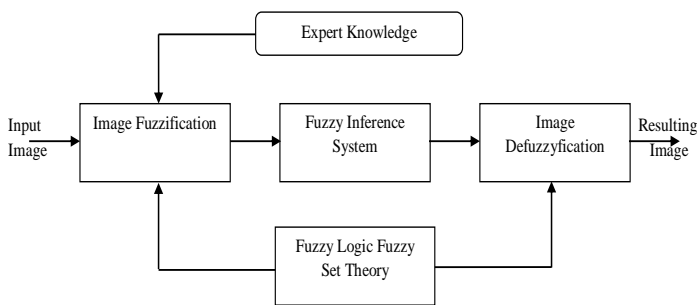 Expert Knowledge
Input
Image
Image Fuzzification
Fuzzy Inference
System
Image
Defuzzyfication
Resulting
Image
Fuzzy Logic Fuzzy
Set Theory